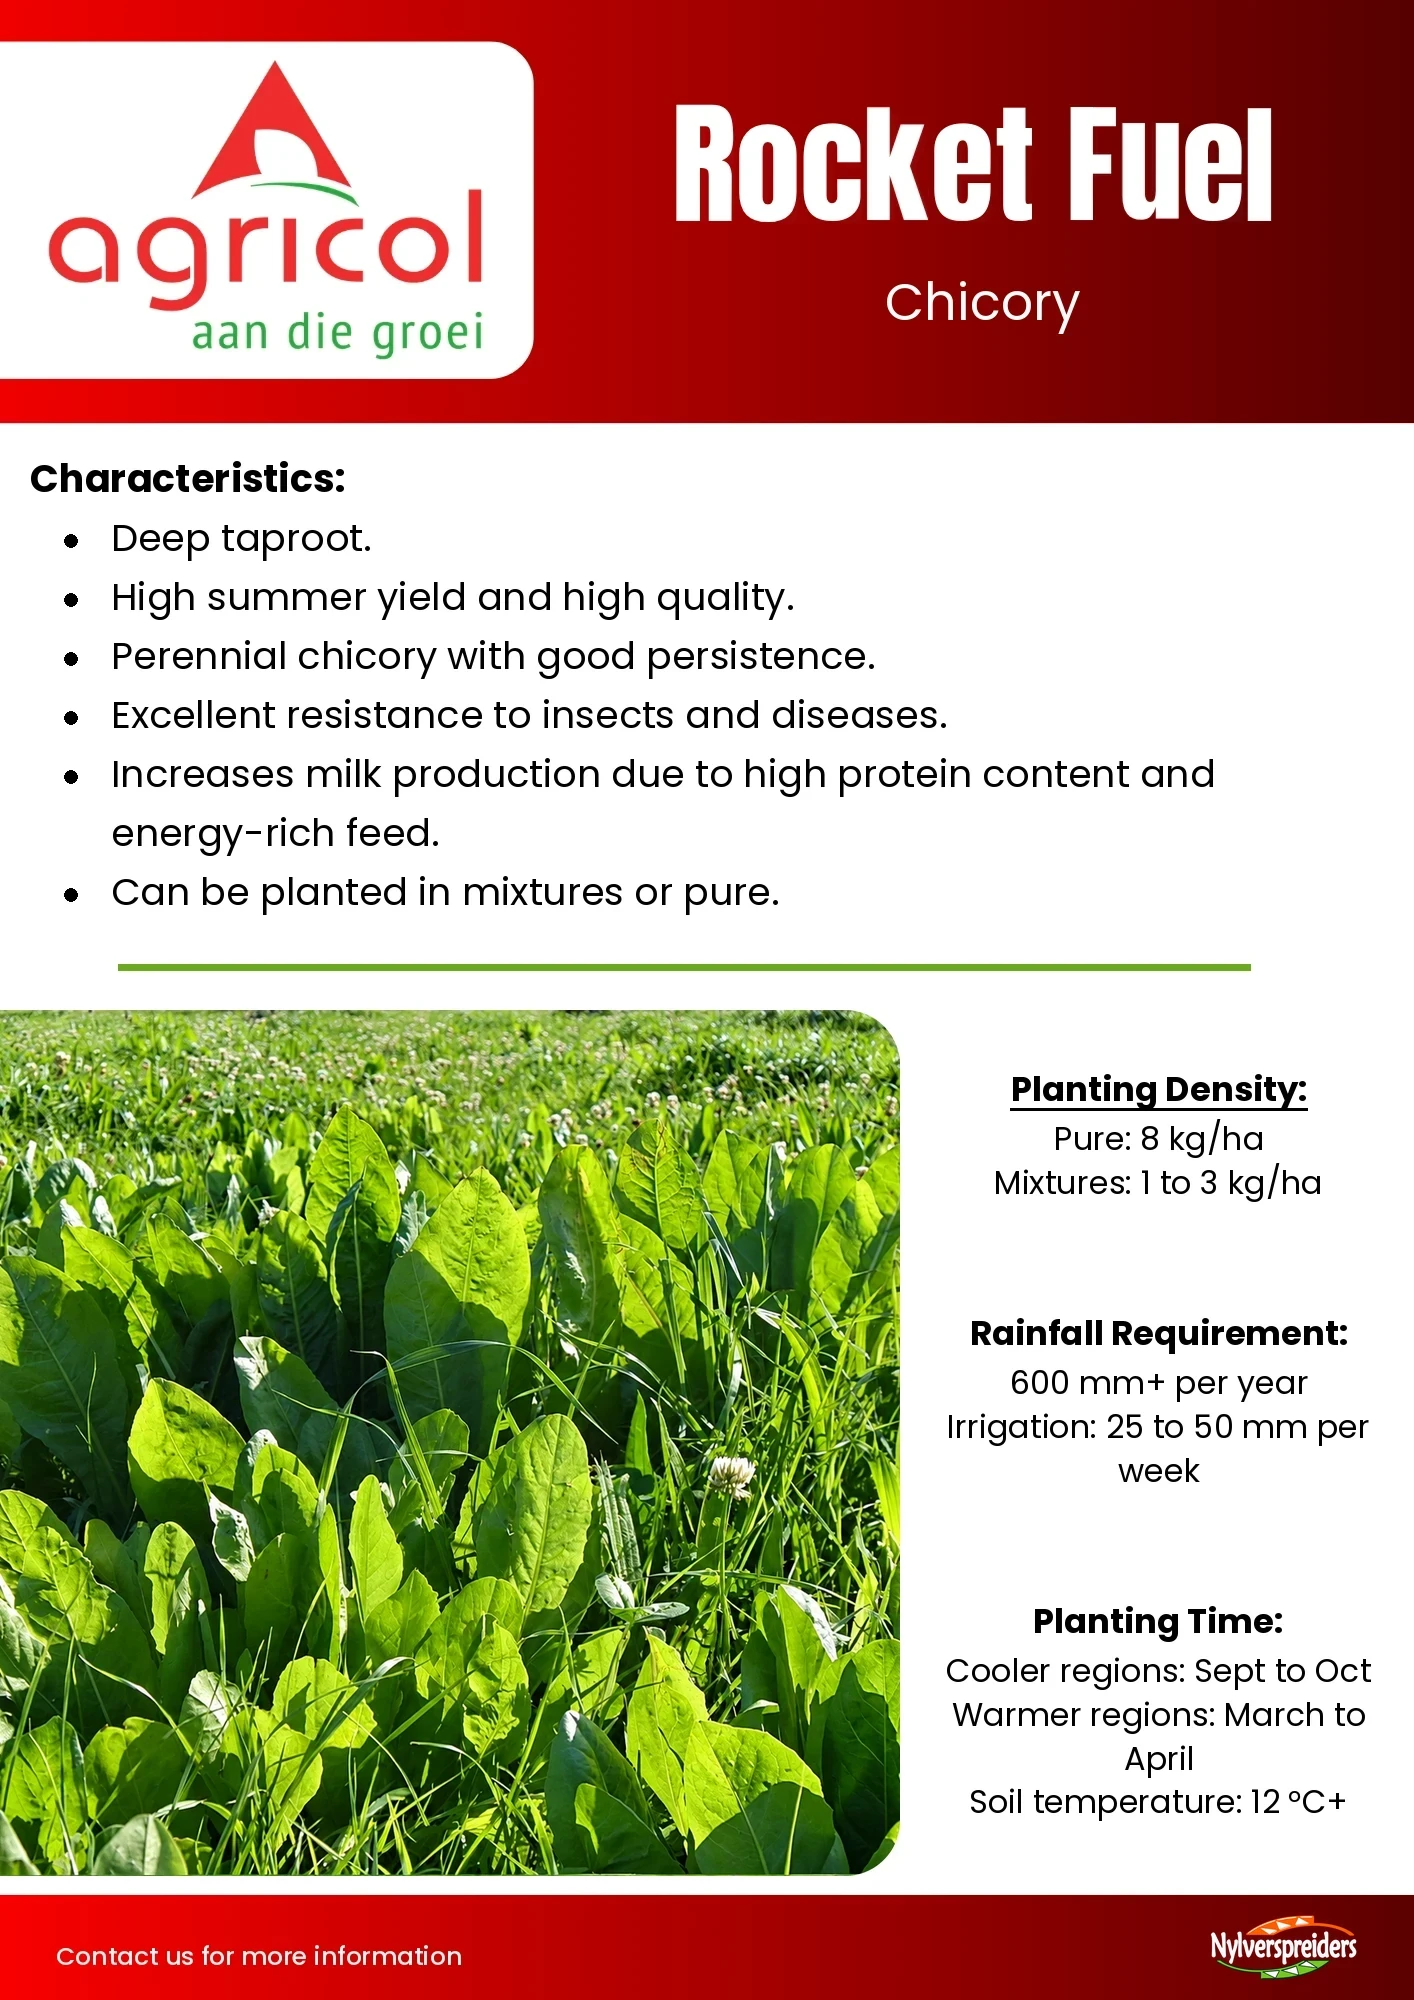 agricol
aan die groei
Rocket Fuel
Chicory
Characteristics:
• Deep taproot.
• High summer yield and high quality.
• Perennial chicory with good persistence.
• Excellent resistance to insects and diseases.
• Increases milk production due to high protein content and
energy-rich feed.
• Can be planted in mixtures or pure.
Planting Density:
Pure: 8 kg/ha
Mixtures: 1 to 3 kg/ha
Rainfall Requirement:
600 mm+ per year
Irrigation: 25 to 50 mm per
week
Planting Time:
Cooler regions: Sept to Oct
Warmer regions: March to
April
Soil temperature: 12 °C+
Contact us for more information
Nylverspreiders